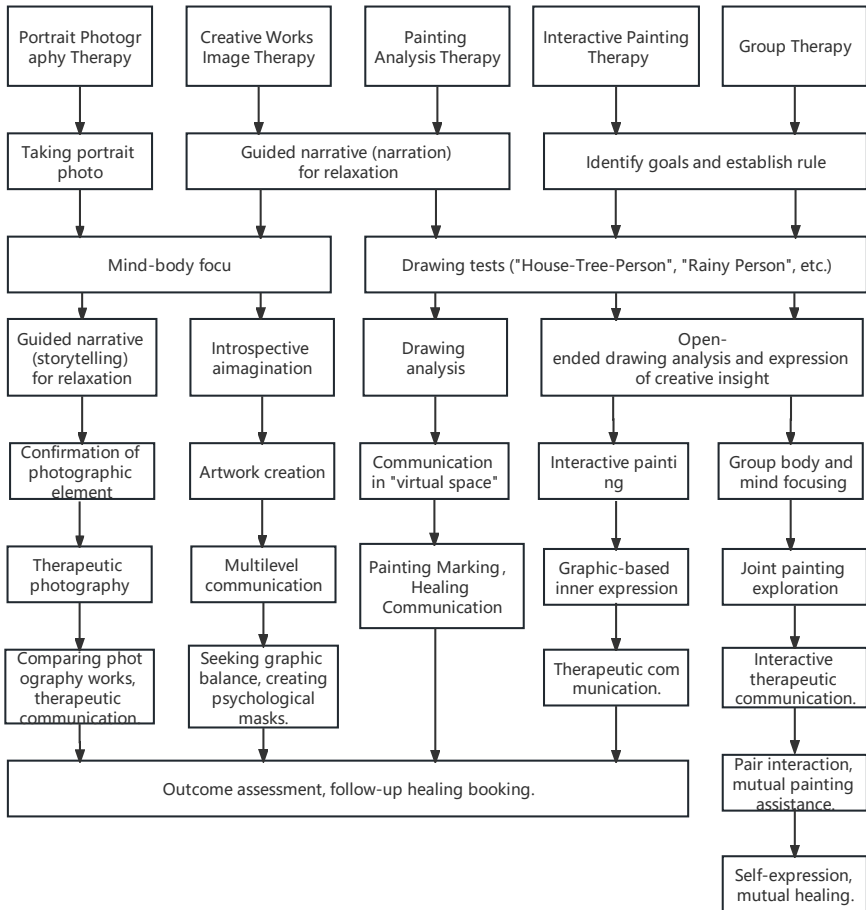 Portrait Photogr
aphy Therapy
Creative Works
Image Therapy
Painting
Analysis Therapy
Interactive Painting
Therapy
Group Therapy
Taking portrait
photo
Guided narrative (narration)
for relaxation
Identify goals and establish rule
Mind-body focu
Drawing tests ("House-Tree-Person", "Rainy Person", etc.)
Guided narrative
(storytelling)
for relaxation
Introspective
aimagination
Drawing
analysis
Open-
ended drawing analysis and expression
of creative insight
Confirmation of
photographic
element
Artwork creation
Communication
in "virtual space"
Interactive painti
ng
Group body and
mind focusing
Therapeutic
photography
Multilevel
communication
Painting Marking,
Healing
Communication
Graphic-based
inner expression
Joint painting
exploration
Comparing phot
ography works,
therapeutic
communication.
Seeking graphic
balance, creating
psychological
masks.
Therapeutic com
munication.
Interactive
therapeutic
communication.
Outcome assessment, follow-up healing booking.
Pair interaction,
mutual painting
assistance.
Self-expression,
mutual healing.